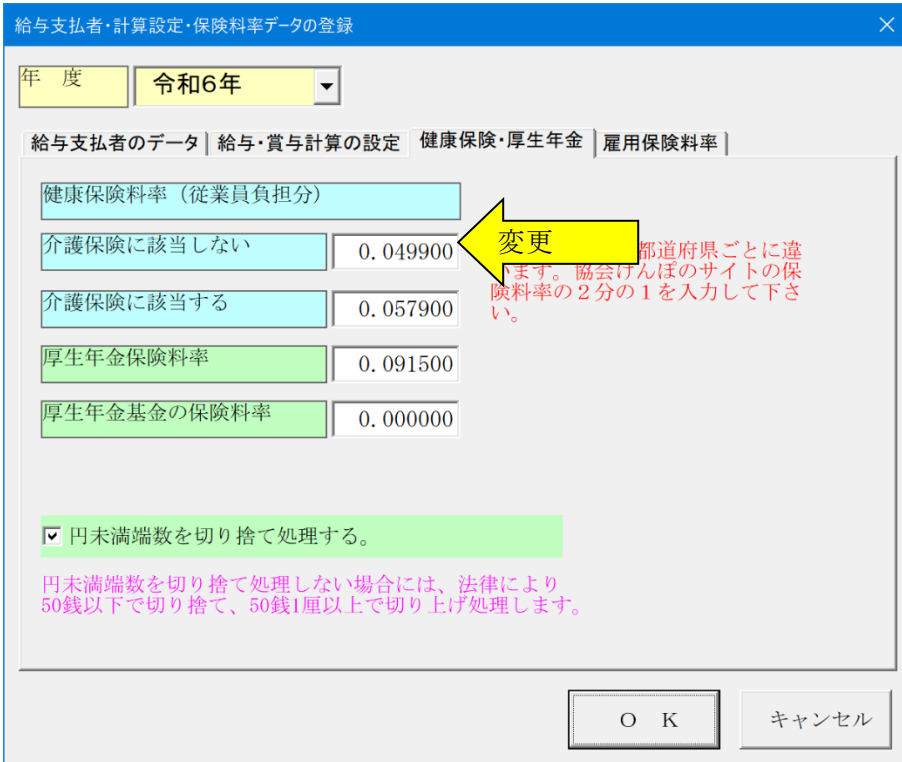 給与支払者・計算設定・保険料率データの登録
年　度
令和6年
給与支払者のデータ
給与・賞与計算の設定
健康保険・厚生年金
雇用保険料率
健康保険料率（従業員負担分）
介護保険に該当しない
0.049900
変更
都道府県ごとに違
います。協会けんぽのサイトの保
険料率の２分の１を入力して下さ
い。
介護保険に該当する
0.057900
厚生年金保険料率
0.091500
厚生年金基金の保険料率
0.000000
円未満端数を切り捨て処理する。
円未満端数を切り捨て処理しない場合には、法律により
50銭以下で切り捨て、50銭1厘以上で切り上げ処理します。
Ｏ　Ｋ
キャンセル